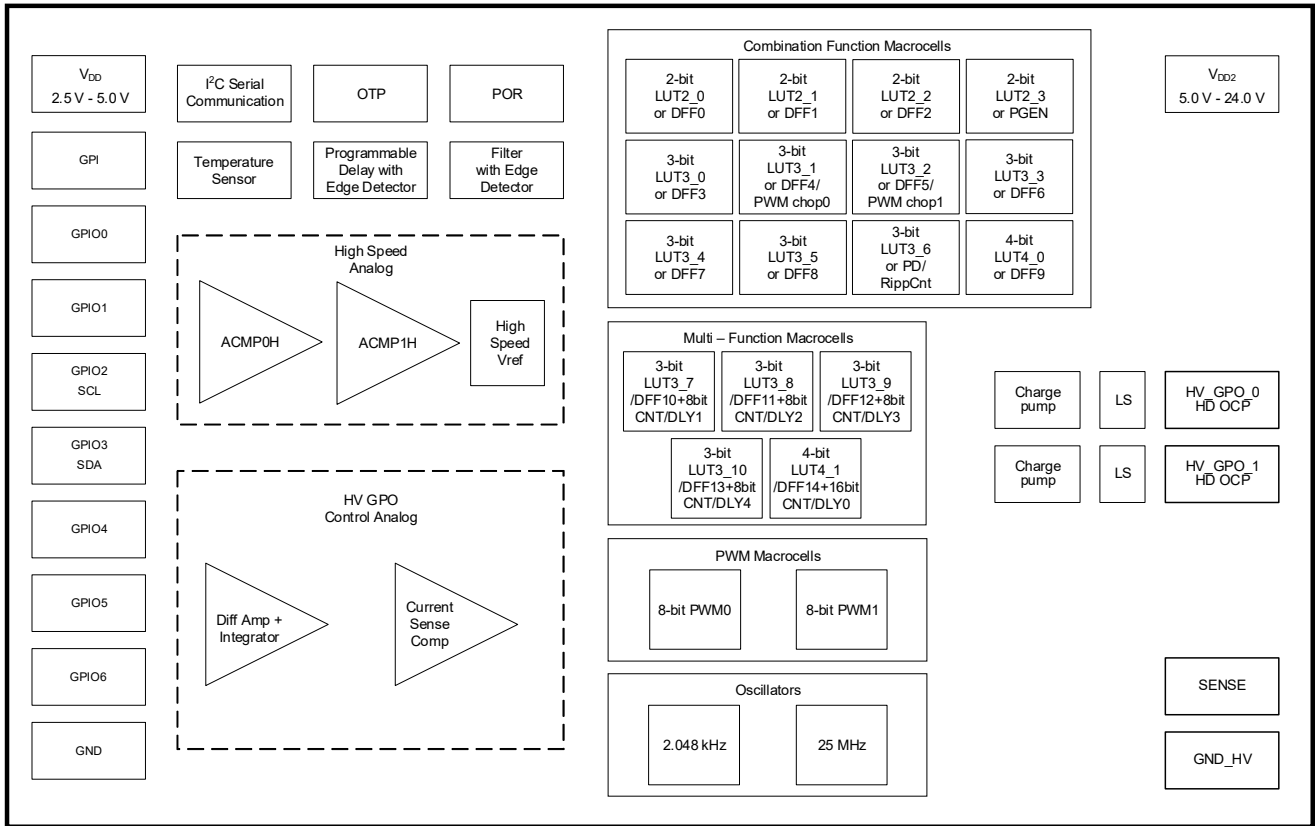 V_DD
2.5 V - 5.0 V
GPI
GPIO0
GPIO1
GPIO2
SCL
GPIO3
SDA
GPIO4
GPIO5
GPIO6
GND
I²C Serial
Communication
OTP
POR
Temperature
Sensor
Programmable
Delay with
Edge Detector
Filter
with Edge
Detector
High Speed
Analog
ACMP0H
ACMP1H
High
Speed
Vref
HV GPO
Control Analog
Diff Amp +
Integrator
Current
Sense
Comp
Combination Function Macrocells
2-bit
LUT2_0
or DFF0
2-bit
LUT2_1
or DFF1
2-bit
LUT2_2
or DFF2
2-bit
LUT2_3
or PGEN
3-bit
LUT3_0
or DFF3
3-bit
LUT3_1
or DFF4/
PWM chop0
3-bit
LUT3_2
or DFF5/
PWM chop1
3-bit
LUT3_3
or DFF6
3-bit
LUT3_4
or DFF7
3-bit
LUT3_5
or DFF8
3-bit
LUT3_6
or PD/
RippCnt
4-bit
LUT4_0
or DFF9
Multi – Function Macrocells
3-bit
LUT3_7
/DFF10+8bit
CNT/DLY1
3-bit
LUT3_8
/DFF11+8bit
CNT/DLY2
3-bit
LUT3_9
/DFF12+8bit
CNT/DLY3
3-bit
LUT3_10
/DFF13+8bit
CNT/DLY4
4-bit
LUT4_1
/DFF14+16bit
CNT/DLY0
PWM Macrocells
8-bit PWM0
8-bit PWM1
Oscillators
2.048 kHz
25 MHz
V_DD2
5.0 V - 24.0 V
Charge
pump
LS
HV_GPO_0
HD OCP
Charge
pump
LS
HV_GPO_1
HD OCP
SENSE
GND_HV